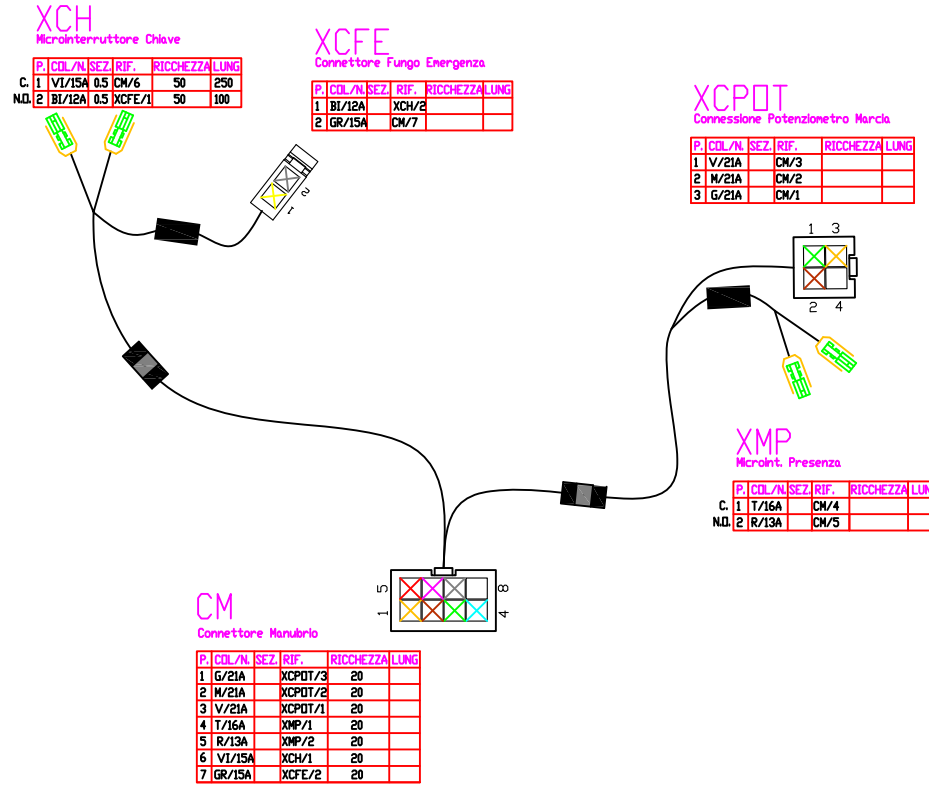 XCH
Microinterruttore Chiave
P. COL/N. SEZ. RIF. RICCHEZZA LUNG
C. 1 VI/15A 0.5 CM/6 50 250
N.O. 2 BI/12A 0.5 XCFE/1 50 100
XCFE
Connettore Fungo Emergenza
P. COL/N. SEZ. RIF. RICCHEZZA LUNG
1 BI/12A XCH/2
2 GR/15A CM/7
XCPOT
Connessione Potenziometro Marcia
P. COL/N. SEZ. RIF. RICCHEZZA LUNG
1 V/21A CM/3
2 M/21A CM/2
3 G/21A CM/1
2
1
1 3
2 4
XMP
Microint. Presenza
P. COL/N. SEZ. RIF. RICCHEZZA LUN
C. 1 T/16A CM/4
N.O. 2 R/13A CM/5
5 8
1 4
CM
Connettore Manubrio
P. COL/N. SEZ. RIF. RICCHEZZA LUNG
1 G/21A XCPOT/3 20
2 M/21A XCPOT/2 20
3 V/21A XCPOT/1 20
4 T/16A XMP/1 20
5 R/13A XMP/2 20
6 VI/15A XCH/1 20
7 GR/15A XCFE/2 20